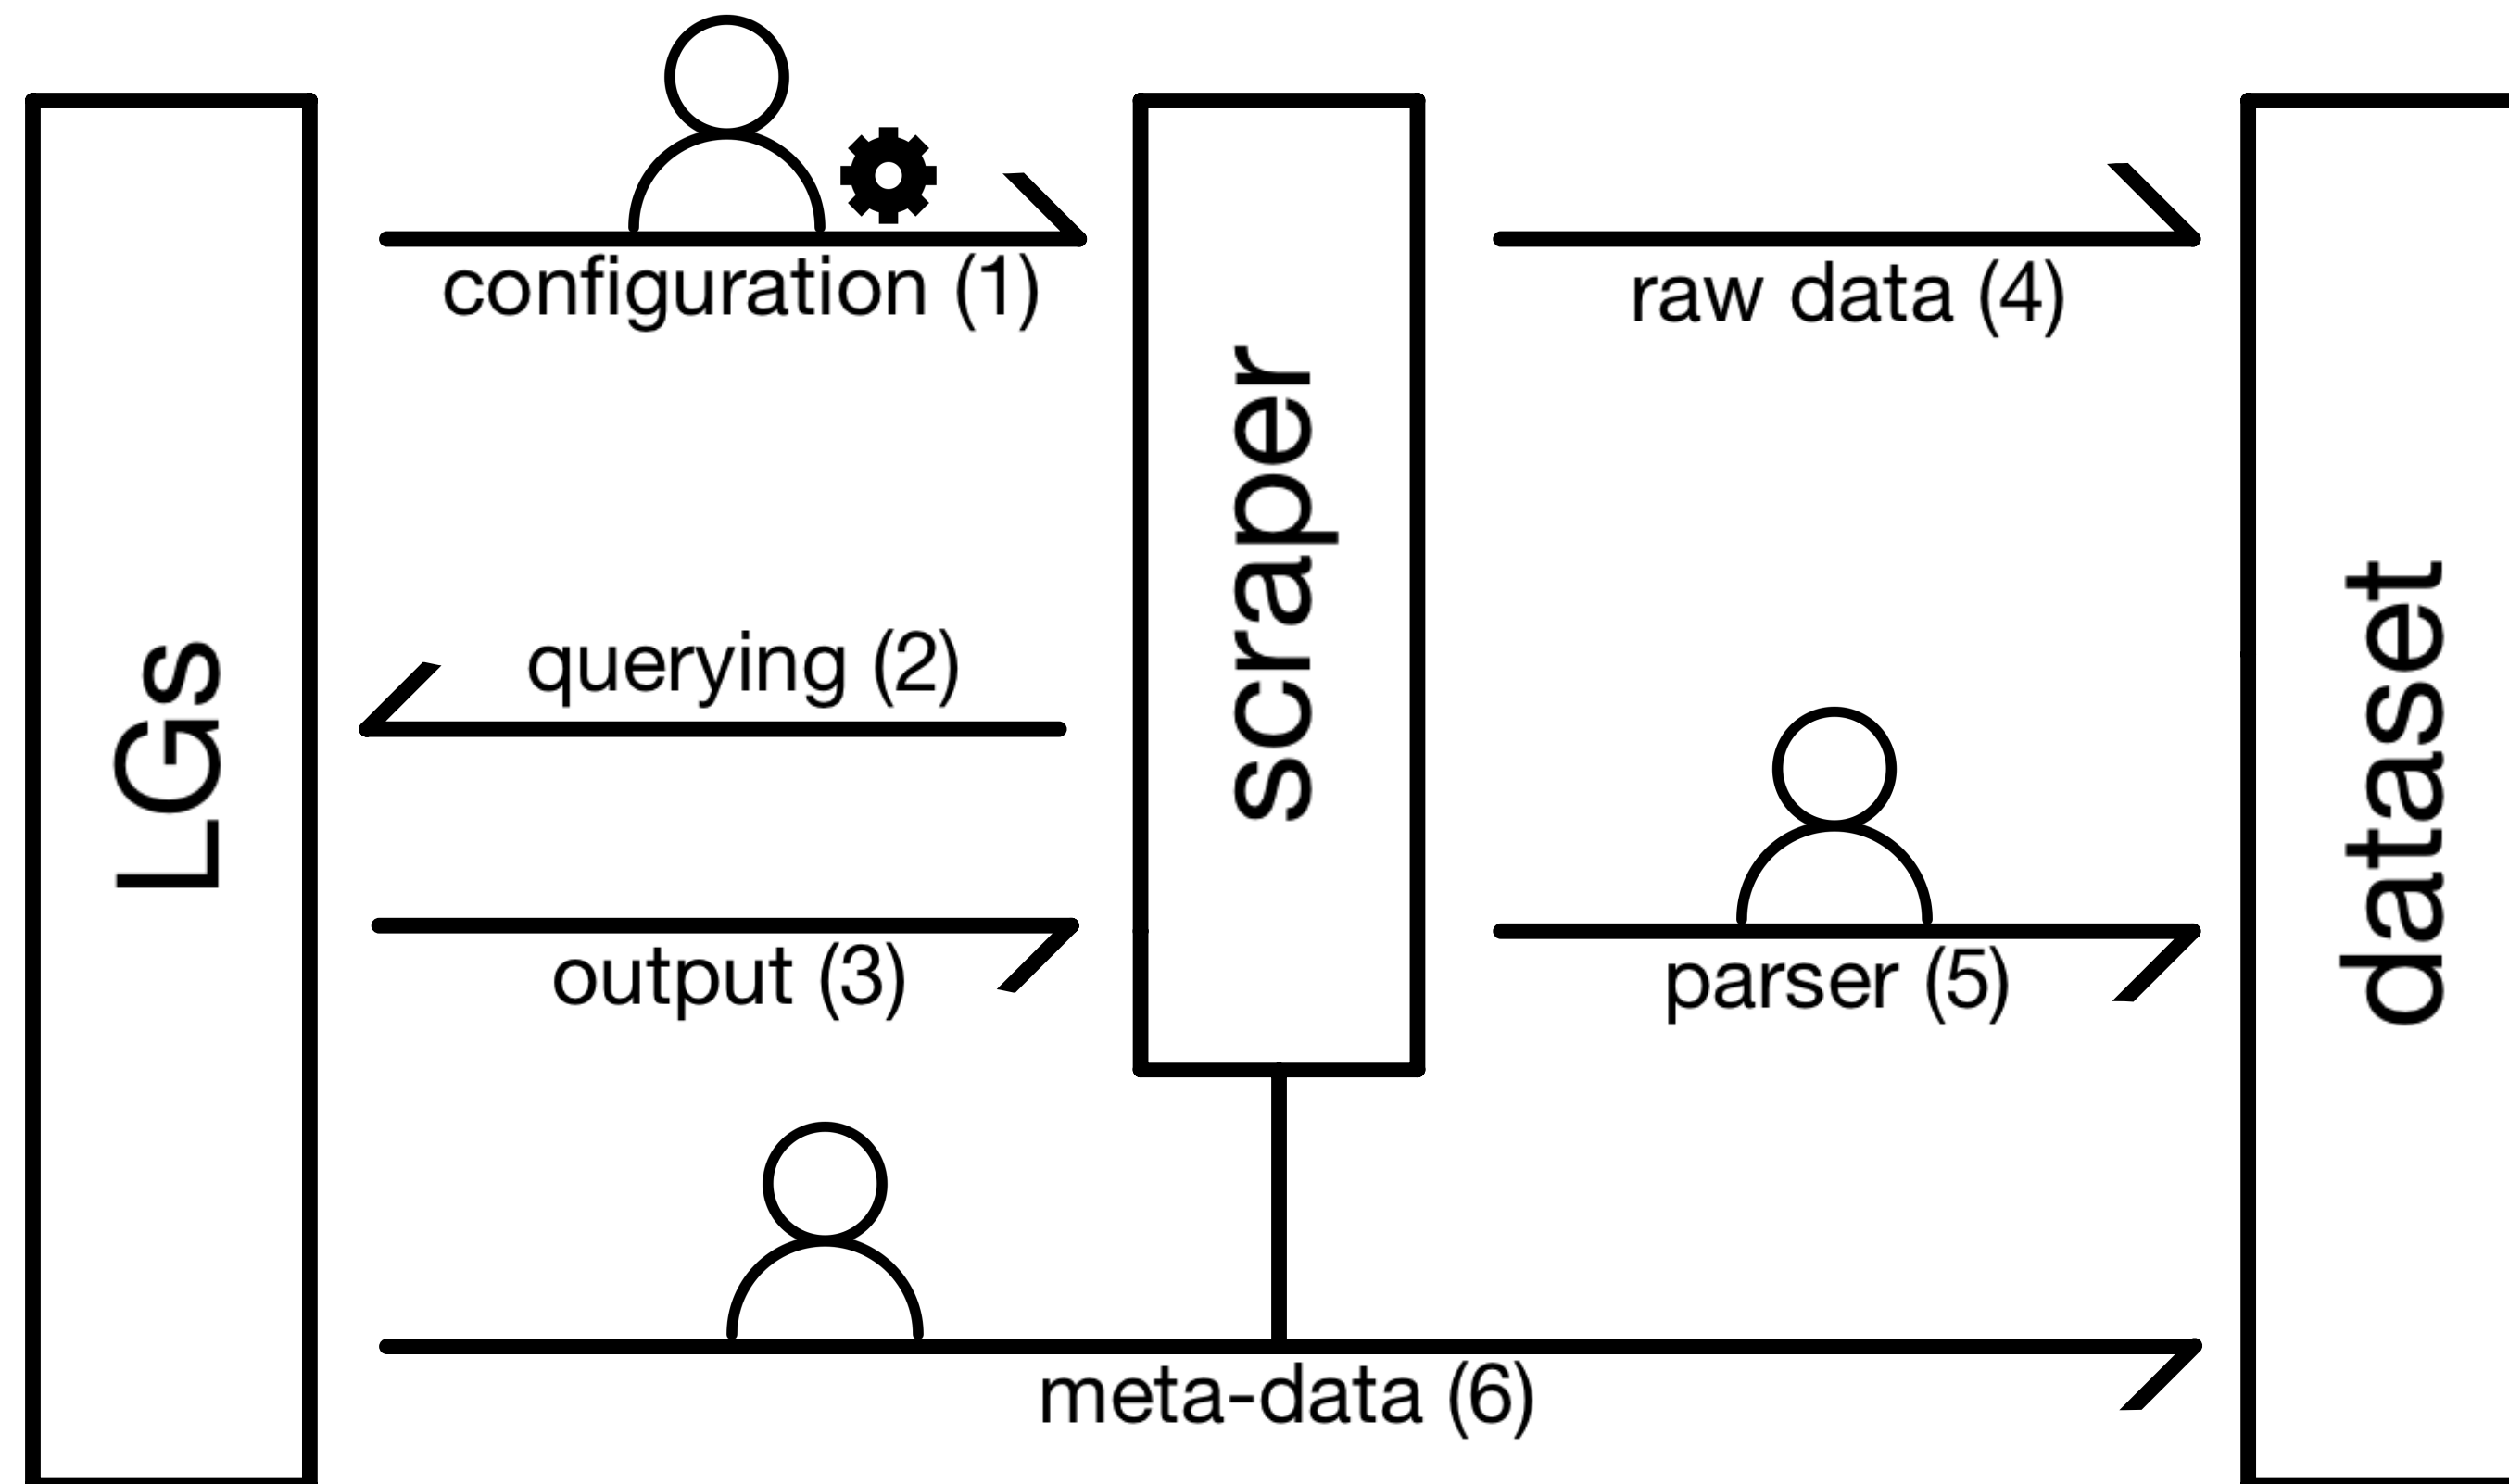 LGs
configuration (1)
querying (2)
output (3)
scraper
raw data (4)
parser (5)
meta-data (6)
dataset